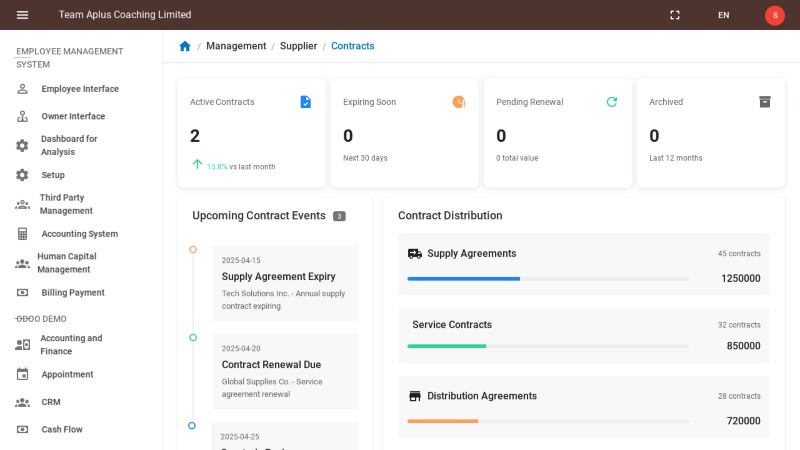 Team Aplus Coaching Limited
EN
S
EMPLOYEE MANAGEMENT
SYSTEM
Employee Interface
Owner Interface
Dashboard for
Analysis
Setup
Third Party
Management
Accounting System
Human Capital
Management
Billing Payment
ODOO DEMO
Accounting and
Finance
Appointment
CRM
Cash Flow
/ Management / Supplier / Contracts
Active Contracts
2
15.8% vs last month
Expiring Soon
0
Next 30 days
Pending Renewal
0
0 total value
Archived
0
Last 12 months
Upcoming Contract Events 3
2025-04-15
Supply Agreement Expiry
Tech Solutions Inc. - Annual supply
contract expiring
2025-04-20
Contract Renewal Due
Global Supplies Co. - Service
agreement renewal
2025-04-25
Contract Distribution
Supply Agreements
45 contracts
1250000
Service Contracts
32 contracts
850000
Distribution Agreements
28 contracts
720000